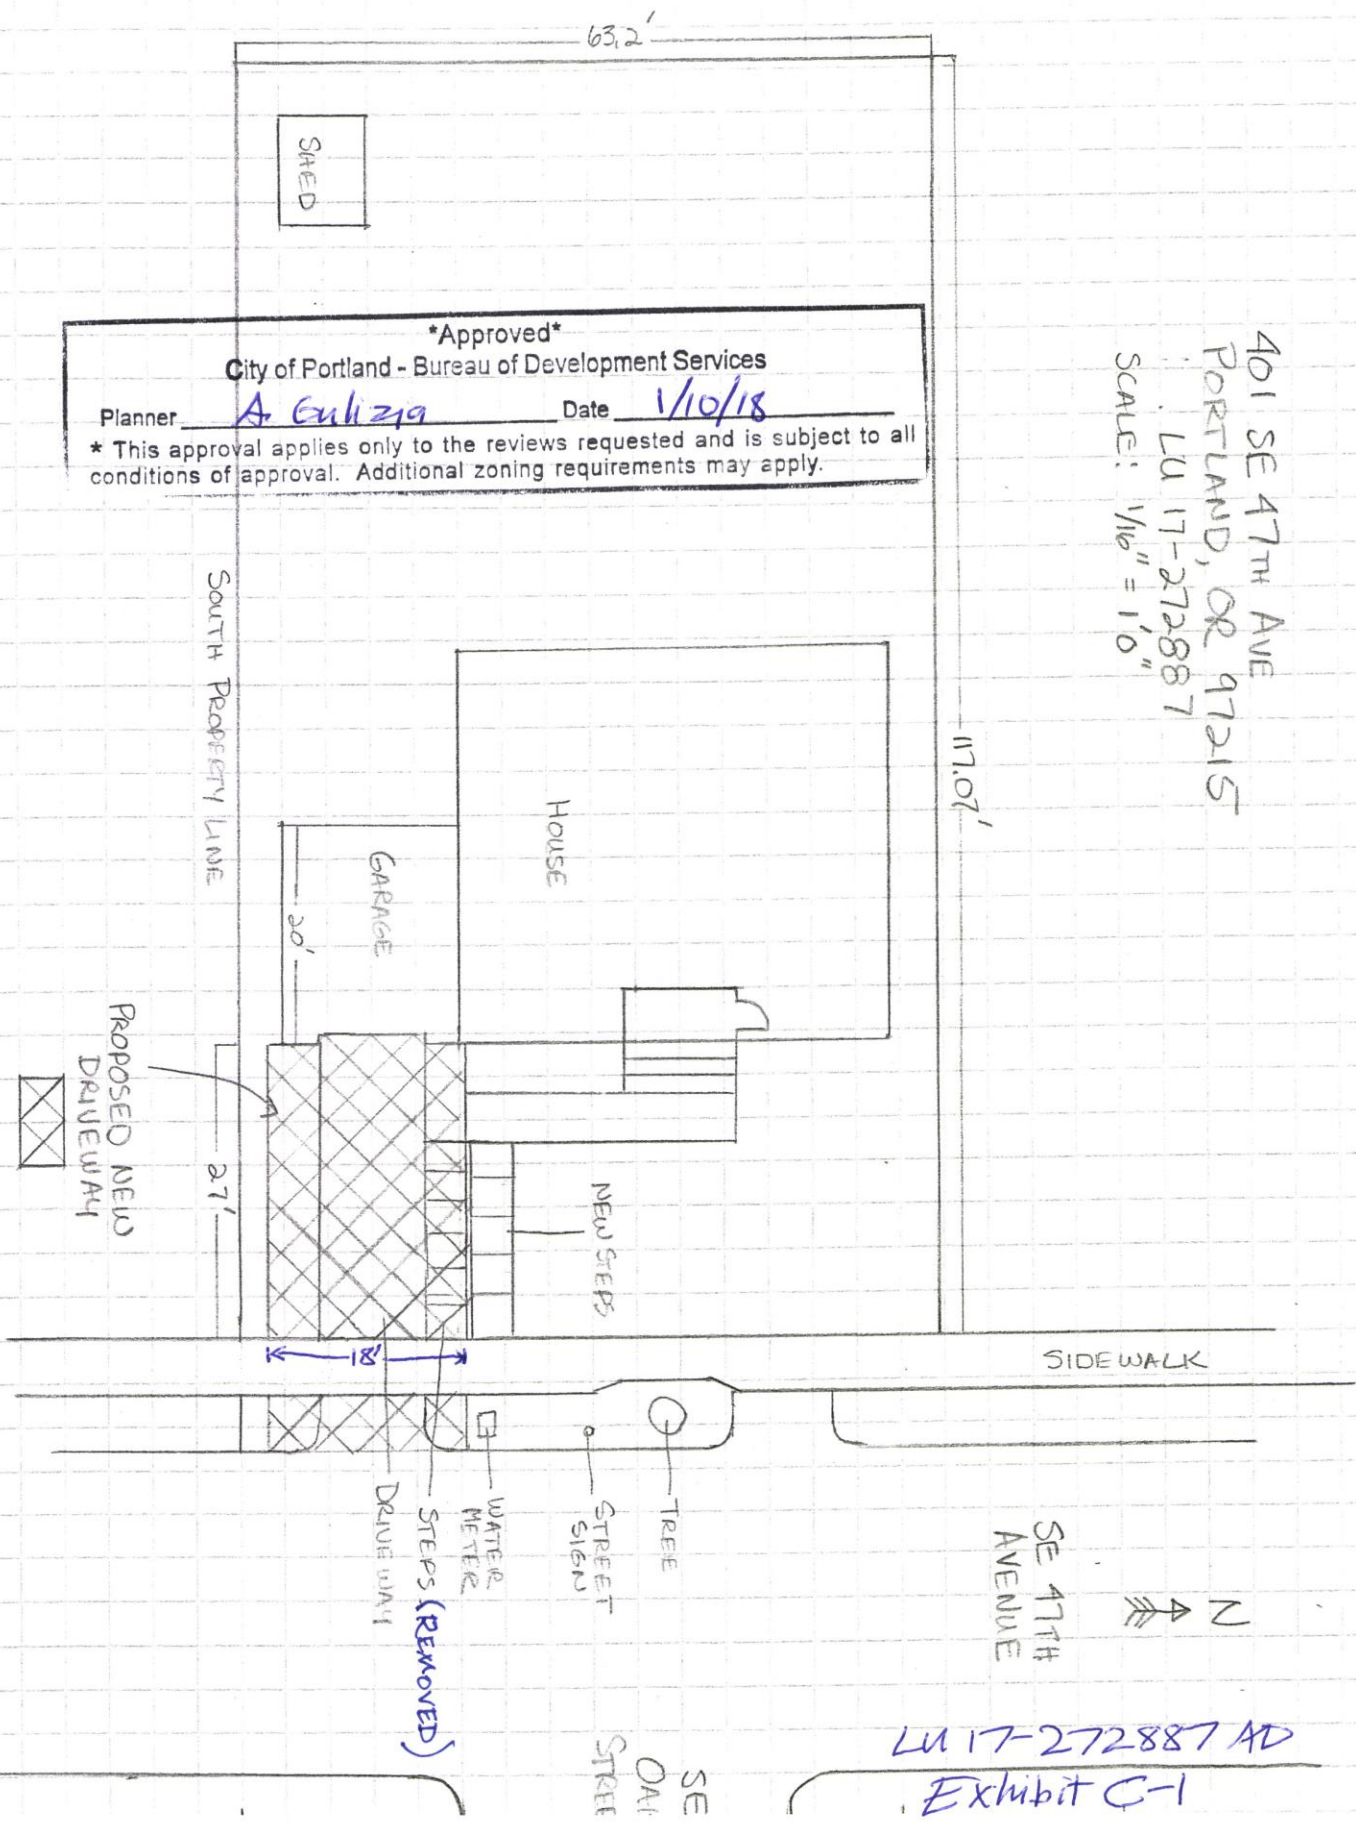 63.2'
SHED
*Approved*
City of Portland - Bureau of Development Services
Planner A. Gulizia Date 1/10/18
* This approval applies only to the reviews requested and is subject to all
conditions of approval. Additional zoning requirements may apply.
401 SE 47TH AVE
PORTLAND, OR 97215
LU 17-272887
SCALE: 1/16" = 1'0"
117.07'
SOUTH PROPERTY LINE
HOUSE
GARAGE
20'
PROPOSED NEW
DRIVEWAY
27'
NEW STEPS
18'
SIDEWALK
TREE
STREET
SIGN
WATER
METER
STEPS (REMOVED)
DRIVEWAY
SE 47TH
AVENUE
N
SE
OAK
STREE
LU 17-272887 AD
Exhibit C-1